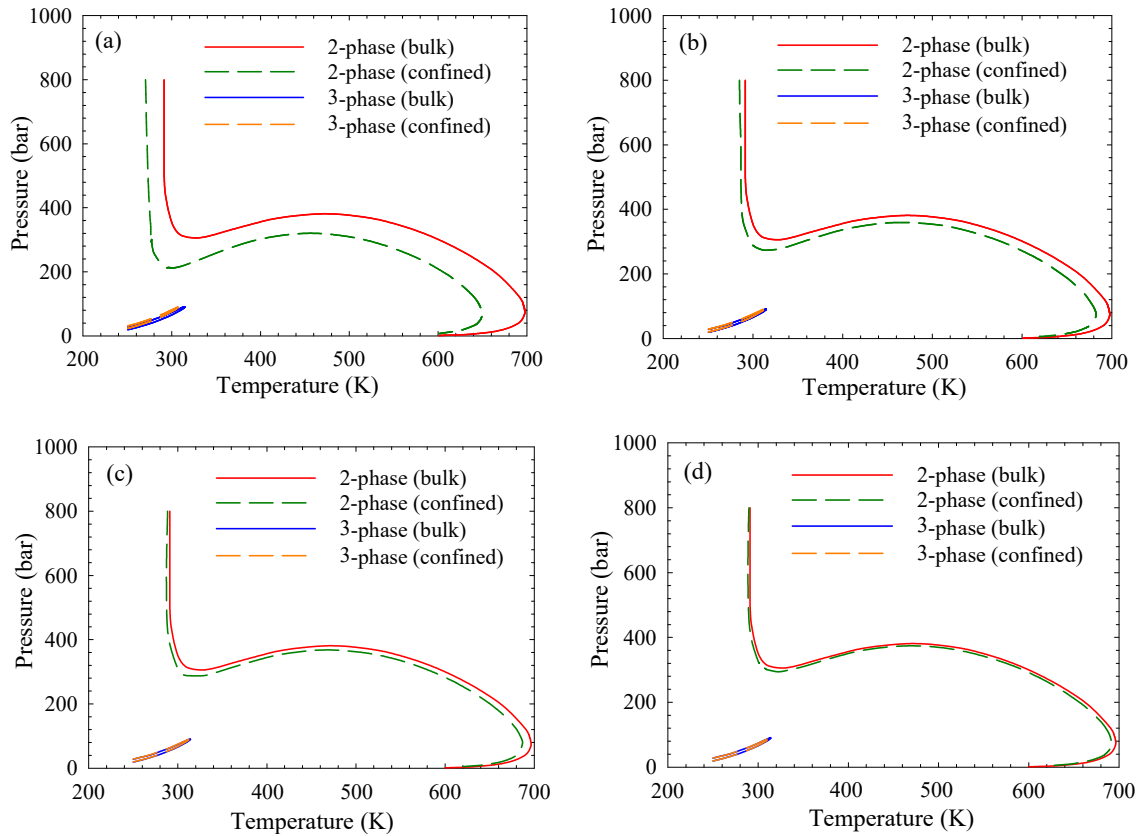 (a)
2-phase (bulk)
2-phase (confined)
3-phase (bulk)
3-phase (confined)
Pressure (bar)
1000
800
600
400
200
0
200 300 400 500 600 700
Temperature (K)
(b)
2-phase (bulk)
2-phase (confined)
3-phase (bulk)
3-phase (confined)
Pressure (bar)
1000
800
600
400
200
0
200 300 400 500 600 700
Temperature (K)
(c)
2-phase (bulk)
2-phase (confined)
3-phase (bulk)
3-phase (confined)
Pressure (bar)
1000
800
600
400
200
0
200 300 400 500 600 700
Temperature (K)
(d)
2-phase (bulk)
2-phase (confined)
3-phase (bulk)
3-phase (confined)
Pressure (bar)
1000
800
600
400
200
0
200 300 400 500 600 700
Temperature (K)